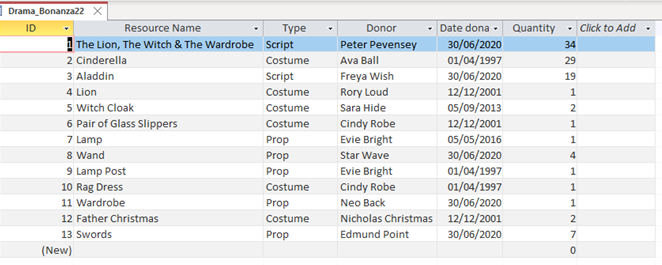 Drama_Bonanza22
ID Resource Name Type Donor Date dona Quantity Click to Add
1 The Lion, The Witch & The Wardrobe Script Peter Pevensey 30/06/2020 34
2 Cinderella Costume Ava Ball 01/04/1997 29
3 Aladdin Script Freya Wish 30/06/2020 19
4 Lion Costume Rory Loud 12/12/2001 1
5 Witch Cloak Costume Sara Hide 05/09/2013 2
6 Pair of Glass Slippers Costume Cindy Robe 12/12/2001 1
7 Lamp Prop Evie Bright 05/05/2016 1
8 Wand Prop Star Wave 30/06/2020 4
9 Lamp Post Prop Evie Bright 01/04/1997 1
10 Rag Dress Costume Cindy Robe 01/04/1997 1
11 Wardrobe Prop Neo Back 30/06/2020 1
12 Father Christmas Costume Nicholas Christmas 12/12/2001 2
13 Swords Prop Edmund Point 30/06/2020 7
(New) 0